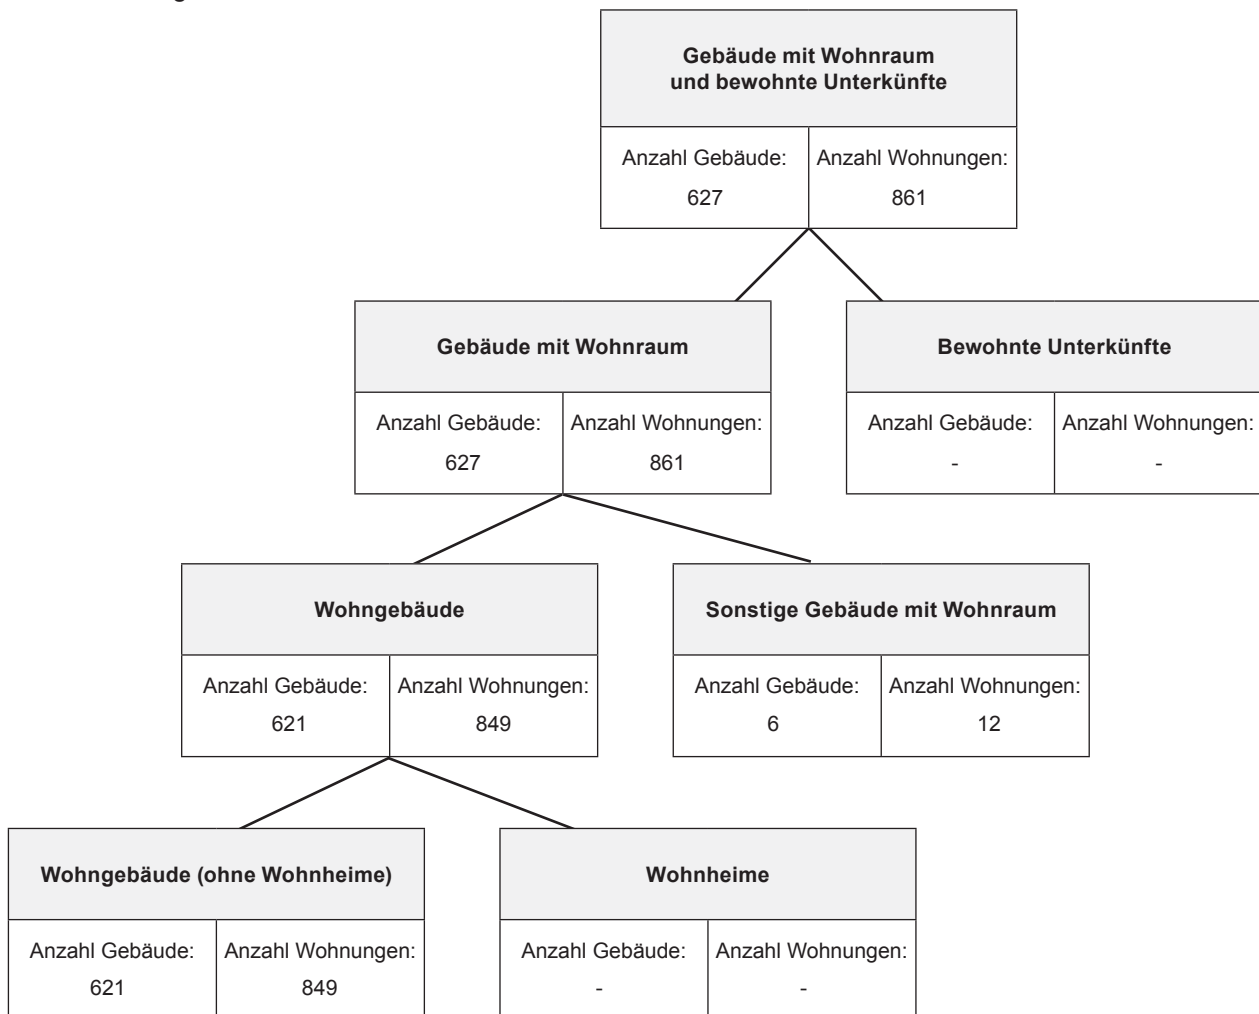 Gebäude mit Wohnraum
und bewohnte Unterkünfte
Anzahl Gebäude:
Anzahl Wohnungen:
627
861
Gebäude mit Wohnraum
Bewohnte Unterkünfte
Anzahl Gebäude:
Anzahl Wohnungen:
Anzahl Gebäude:
Anzahl Wohnungen:
627
861
-
-
Wohngebäude
Sonstige Gebäude mit Wohnraum
Anzahl Gebäude:
Anzahl Wohnungen:
Anzahl Gebäude:
Anzahl Wohnungen:
621
849
6
12
Wohngebäude (ohne Wohnheime)
Wohnheime
Anzahl Gebäude:
Anzahl Wohnungen:
Anzahl Gebäude:
Anzahl Wohnungen:
621
849
-
-